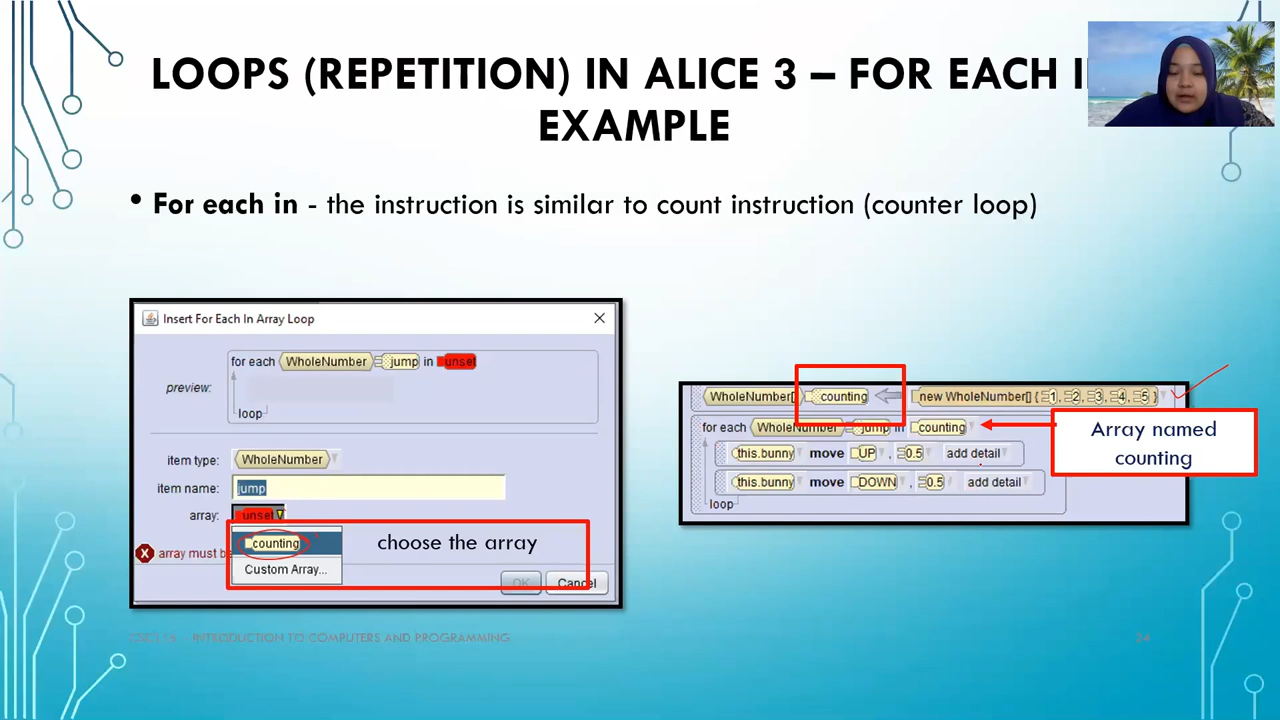 LOOPS (REPETITION) IN ALICE 3 – FOR EACH
EXAMPLE
• For each in - the instruction is similar to count instruction (counter loop)
Insert For Each In Array Loop
for each WholeNumber jump in unset
preview:
loop
item type: WholeNumber
item name: jump
array: unset
counting
array must
Custom Array...
choose the array
OK Cancel
WholeNumber[] counting new WholeNumber[] { 1, 2, 3, 4, 5 }
for each WholeNumber jump in counting
this.bunny move UP , 0.5 add detail
this.bunny move DOWN , 0.5 add detail
loop
Array named
counting
INTRODUCTION TO COMPUTERS AND PROGRAMMING
24